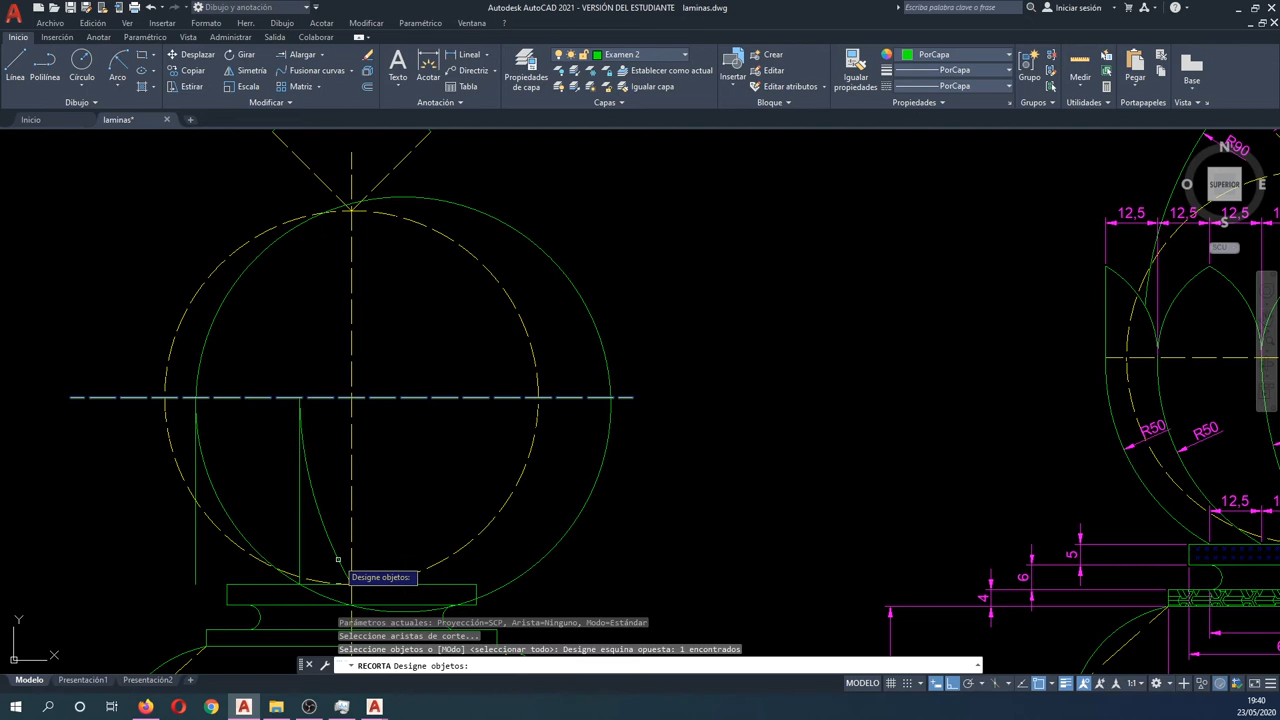 Dibujo y anotación
Autodesk AutoCAD 2021 - VERSIÓN DEL ESTUDIANTE laminas.dwg
Escriba palabra clave o frase
Iniciar sesión
Archivo Edición Ver Insertar Formato Herr. Dibujo Acotar Modificar Paramétrico Ventana ?
Inicio Inserción Anotar Paramétrico Vista Administrar Salida Colaborar
Línea Polilínea Círculo Arco
Desplazar Girar Alargar
Copiar Simetría Fusionar curvas
Estirar Escala Matriz
Texto Acotar
Lineal
Directriz
Tabla
Propiedades de capa
Examen 2
Establecer como actual
Igualar capa
Insertar
Crear
Editar
Editar atributos
Igualar propiedades
PorCapa
PorCapa
PorCapa
Grupo
Medir
Pegar
Base
Dibujo Modificar Anotación Capas Bloque Propiedades Grupos Utilidades Portapapeles Vista
Inicio laminas*
R90
N
O SUPERIOR E
S
SCU
12,5 12,5 12,5 12
R50 R50
12,5 12
5
6
4
Designe objetos:
Parámetros actuales: Proyección=SCP, Arista=Ninguno, Modo=Estándar
Seleccione aristas de corte...
Seleccione objetos o [MOdo] <seleccionar todo>: Designe esquina opuesta: 1 encontrados
RECORTA Designe objetos:
Y
X
Modelo Presentación1 Presentación2
MODELO
1:1
19:40
23/05/2020